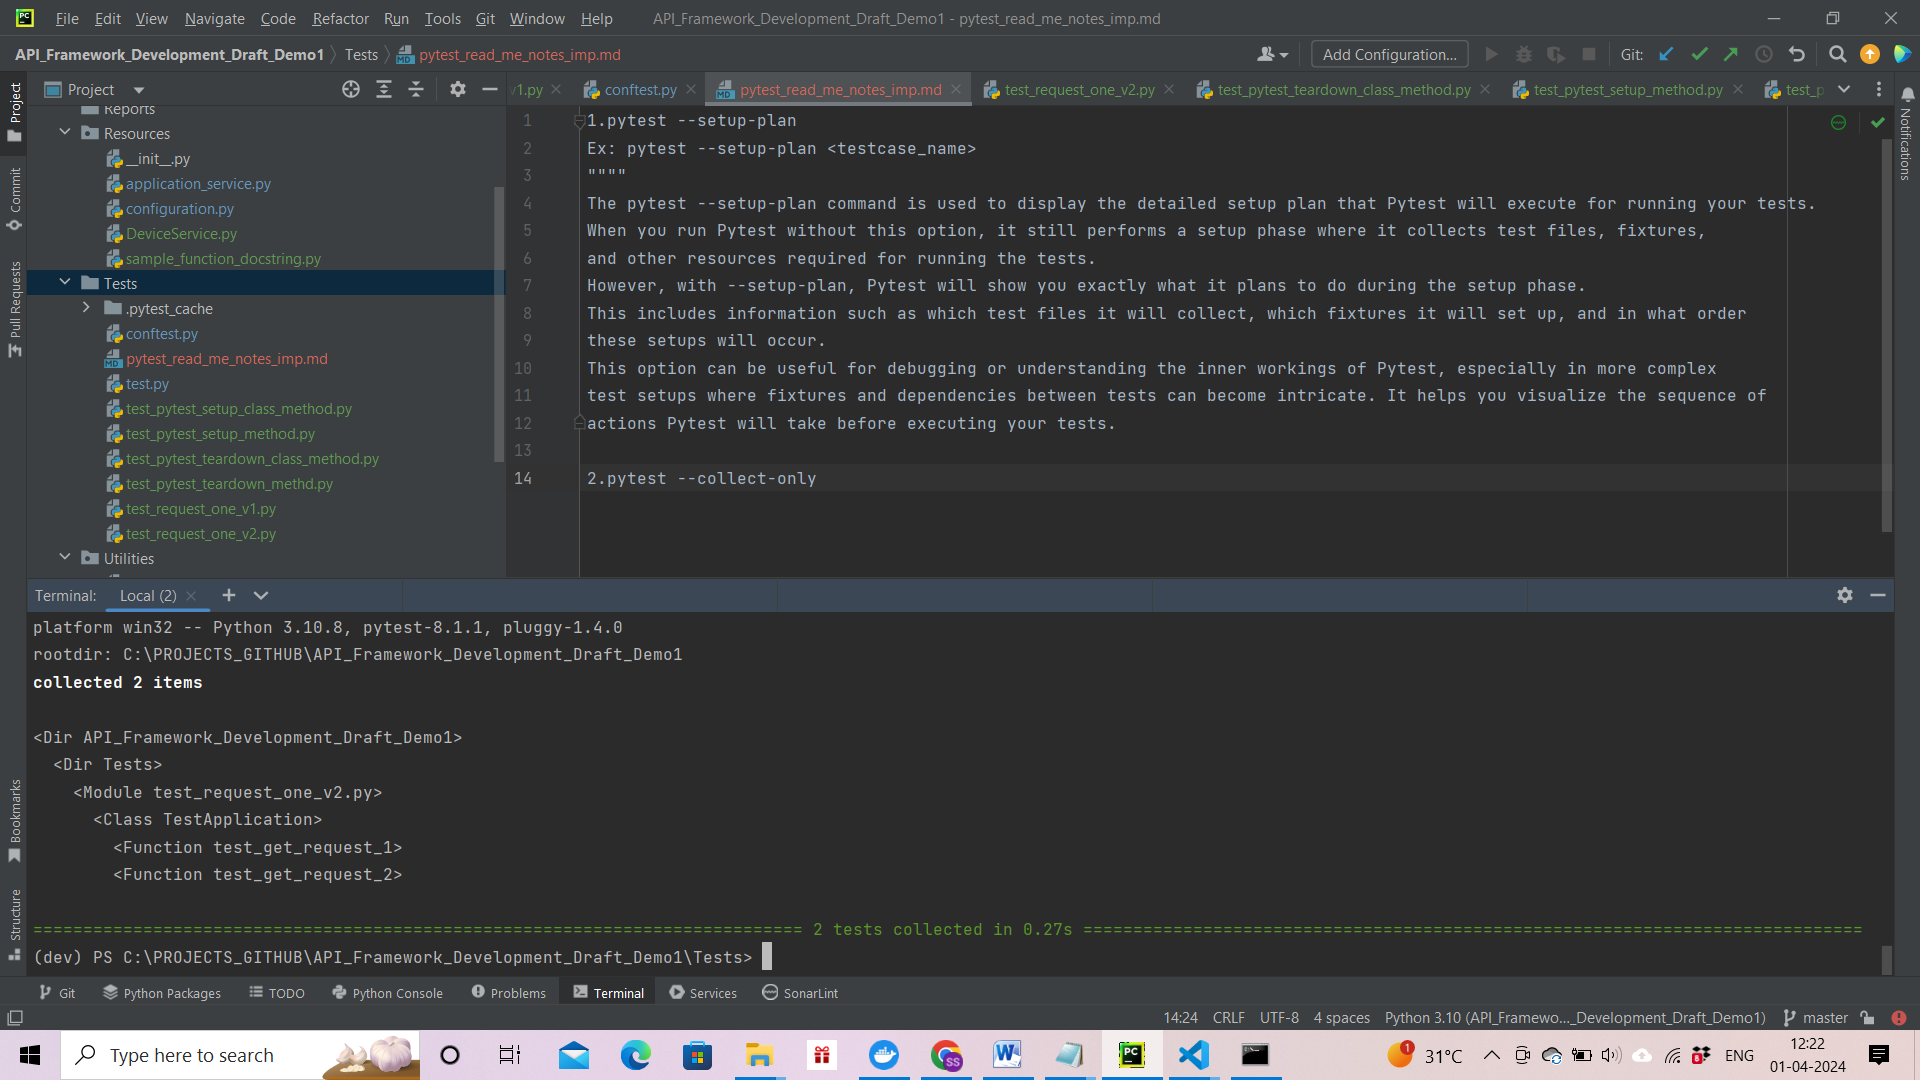 File Edit View Navigate Code Refactor Run Tools Git Window Help API_Framework_Development_Draft_Demo1 - pytest_read_me_notes_imp.md
API_Framework_Development_Draft_Demo1 Tests pytest_read_me_notes_imp.md Add Configuration... Git:
Project
v1.py conftest.py pytest_read_me_notes_imp.md test_request_one_v2.py test_pytest_teardown_class_method.py test_pytest_setup_method.py test_p
Project
Commit
Pull Requests
Bookmarks
Structure
Notifications
Reports
Resources
__init__.py
application_service.py
configuration.py
DeviceService.py
sample_function_docstring.py
Tests
.pytest_cache
conftest.py
pytest_read_me_notes_imp.md
test.py
test_pytest_setup_class_method.py
test_pytest_setup_method.py
test_pytest_teardown_class_method.py
test_pytest_teardown_methd.py
test_request_one_v1.py
test_request_one_v2.py
Utilities
1 1.pytest --setup-plan
2 Ex: pytest --setup-plan <testcase_name>
3 """"
4 The pytest --setup-plan command is used to display the detailed setup plan that Pytest will execute for running your tests.
5 When you run Pytest without this option, it still performs a setup phase where it collects test files, fixtures,
6 and other resources required for running the tests.
7 However, with --setup-plan, Pytest will show you exactly what it plans to do during the setup phase.
8 This includes information such as which test files it will collect, which fixtures it will set up, and in what order
9 these setups will occur.
10 This option can be useful for debugging or understanding the inner workings of Pytest, especially in more complex
11 test setups where fixtures and dependencies between tests can become intricate. It helps you visualize the sequence of
12 actions Pytest will take before executing your tests.
13
14 2.pytest --collect-only
Terminal: Local (2)
platform win32 -- Python 3.10.8, pytest-8.1.1, pluggy-1.4.0
rootdir: C:\PROJECTS_GITHUB\API_Framework_Development_Draft_Demo1
collected 2 items
<Dir API_Framework_Development_Draft_Demo1>
<Dir Tests>
<Module test_request_one_v2.py>
<Class TestApplication>
<Function test_get_request_1>
<Function test_get_request_2>
============================================================================= 2 tests collected in 0.27s ==============================================================================
(dev) PS C:\PROJECTS_GITHUB\API_Framework_Development_Draft_Demo1\Tests>
Git Python Packages TODO Python Console Problems Terminal Services SonarLint
14:24 CRLF UTF-8 4 spaces Python 3.10 (API_Framewo..._Development_Draft_Demo1) master
Type here to search 1 31°C ENG 12:22
01-04-2024